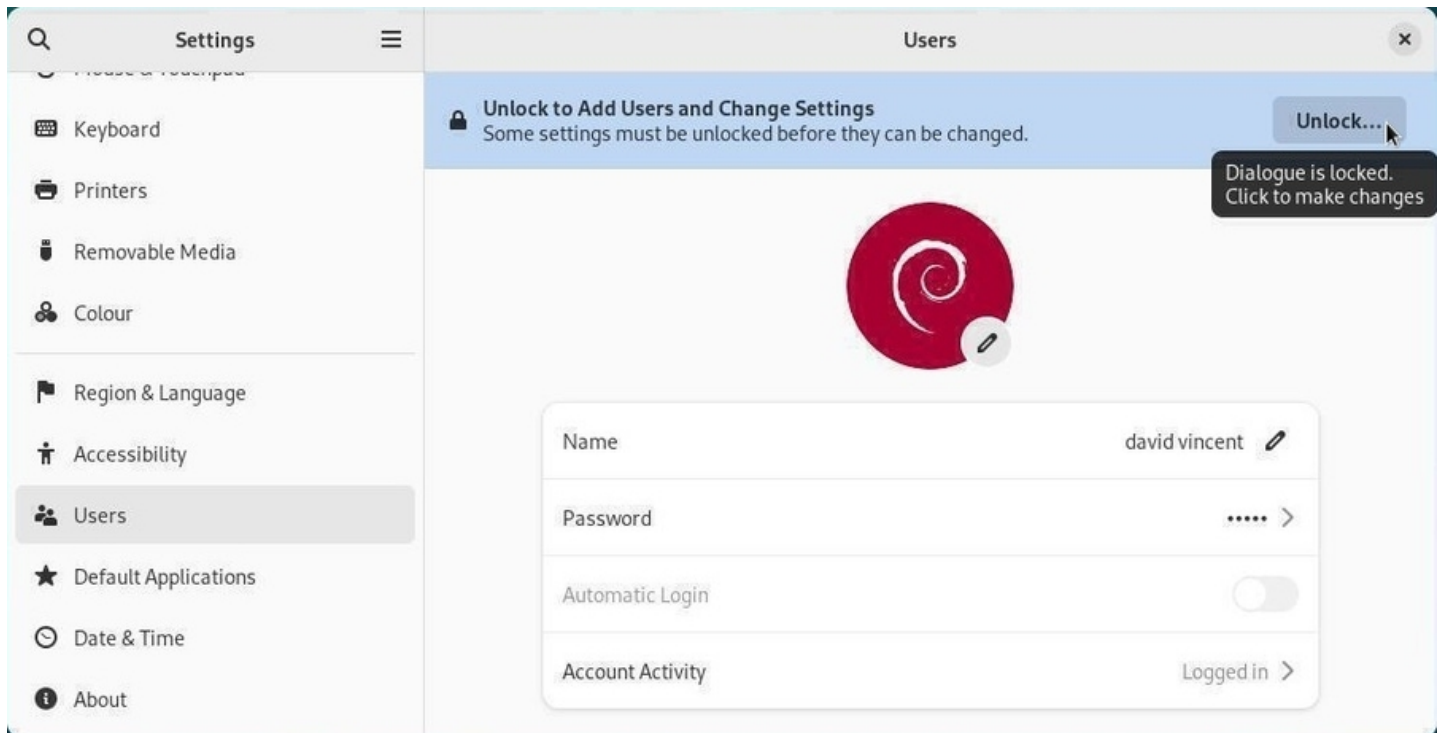 Settings
Mouse & Touchpad
Keyboard
Printers
Removable Media
Colour
Region & Language
Accessibility
Users
Default Applications
Date & Time
About
Users
Unlock to Add Users and Change Settings
Some settings must be unlocked before they can be changed.
Unlock...
Dialogue is locked.
Click to make changes
Name
david vincent
Password
•••••
Automatic Login
Account Activity
Logged in